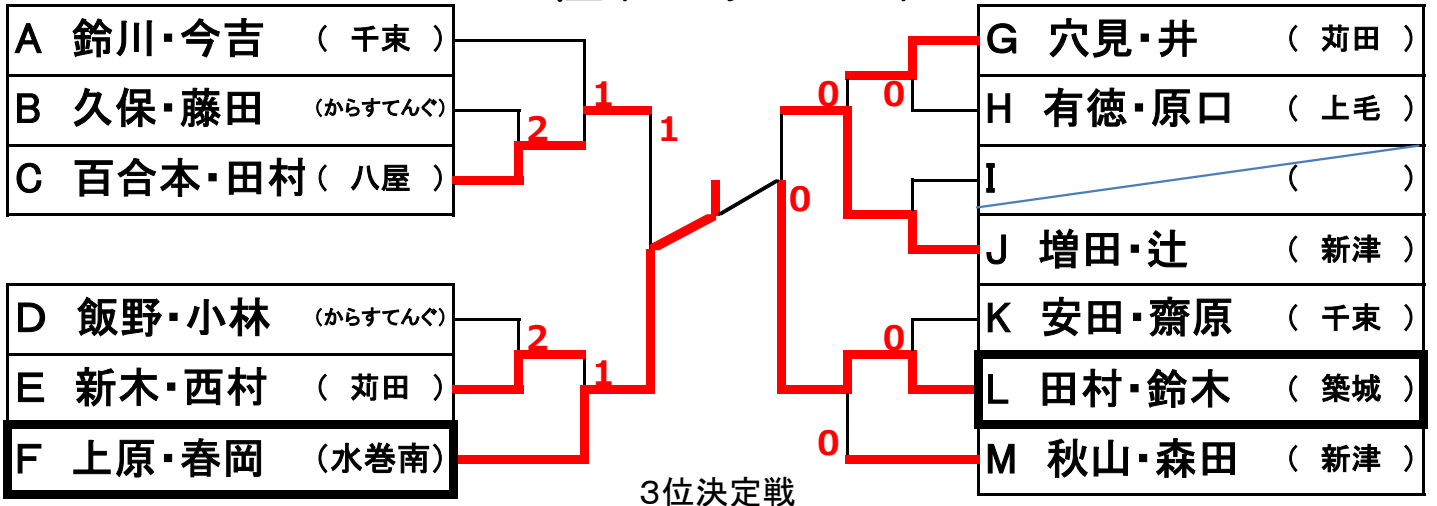 A 鈴川・今吉 ( 千束 )
B 久保・藤田 (からすてんぐ)
C 百合本・田村 ( 八屋 )
D 飯野・小林 (からすてんぐ)
E 新木・西村 ( 苅田 )
F 上原・春岡 (水巻南)
1
2
1
2
1
0
0
0
0
0
G 穴見・井 ( 苅田 )
H 有徳・原口 ( 上毛 )
I ( )
J 増田・辻 ( 新津 )
K 安田・齋原 ( 千束 )
L 田村・鈴木 ( 築城 )
M 秋山・森田 ( 新津 )
3位決定戦